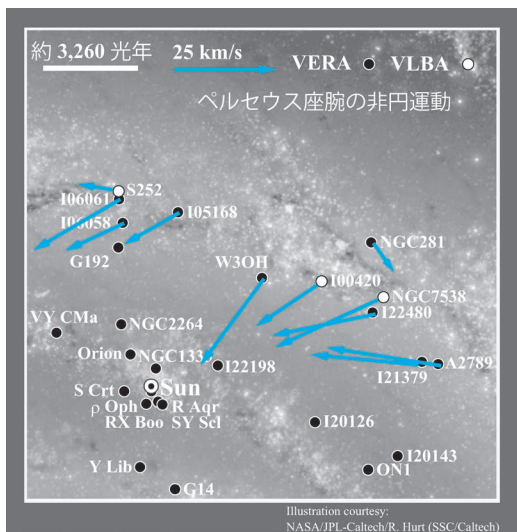 約 3,260 光年 25 km/s VERA VLBA
ペルセウス座腕の非円運動
S252
I06061
I05168
I06058
G192
NGC281
W3OH
I00420
NGC7538
I22480
VY CMa
NGC2264
Orion
NGC1333
I22198
A2789
I21379
Sun
S Crt
ρ Oph
R Aqr
RX Boo SY Scl
I20126
I20143
Y Lib
ON1
G14
Illustration courtesy:
NASA/JPL-Caltech/R. Hurt (SSC/Caltech)